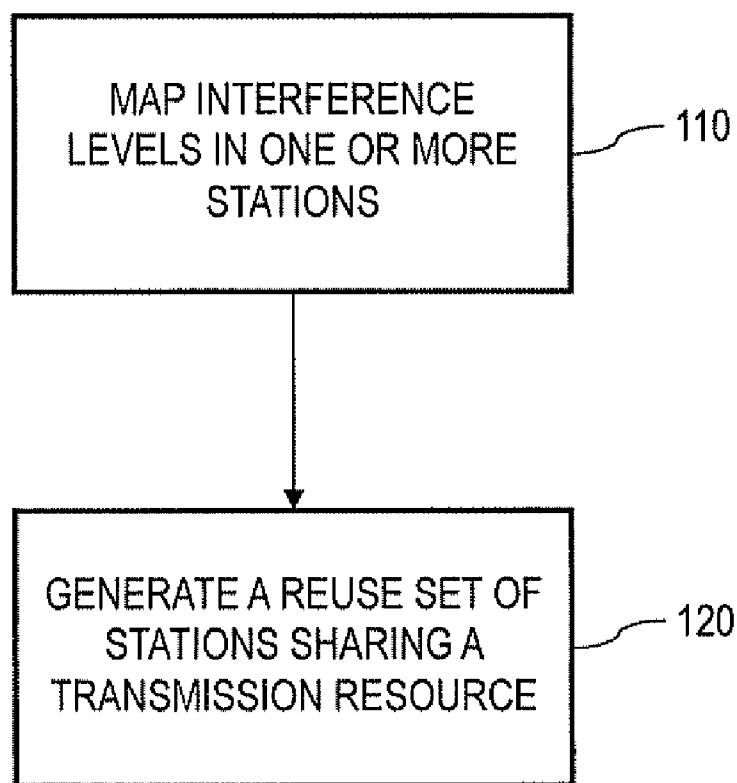 MAP INTERFERENCE
LEVELS IN ONE OR MORE
STATIONS
110
GENERATE A REUSE SET OF
STATIONS SHARING A
TRANSMISSION RESOURCE
120